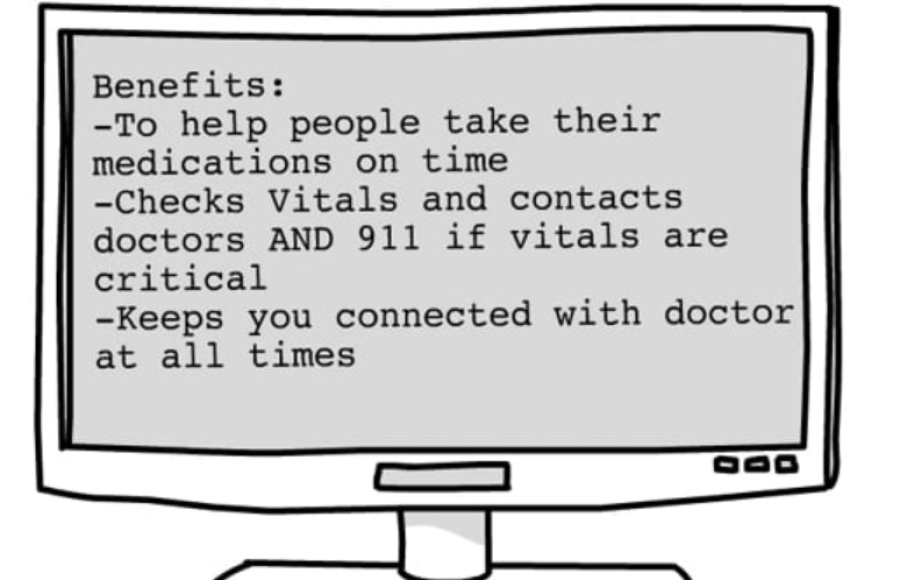 Benefits:
-To help people take their
medications on time
-Checks Vitals and contacts
doctors AND 911 if vitals are
critical
-Keeps you connected with doctor
at all times